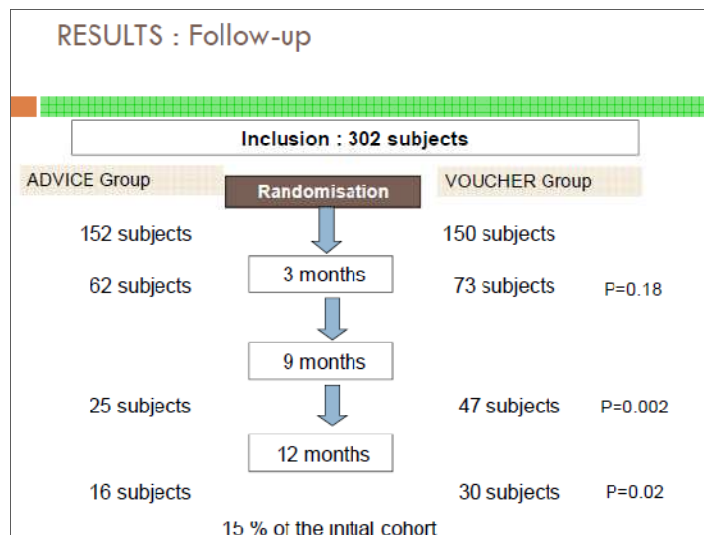 RESULTS : Follow-up
Inclusion : 302 subjects
ADVICE Group
Randomisation
VOUCHER Group
152 subjects
150 subjects
3 months
62 subjects
73 subjects
P=0.18
9 months
25 subjects
47 subjects
P=0.002
12 months
16 subjects
30 subjects
P=0.02
15 % of the initial cohort